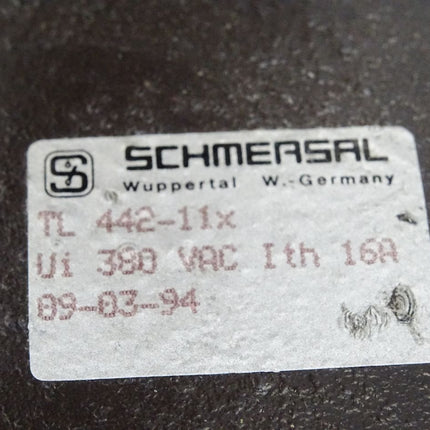 SCHMERSAL
Wuppertal W.-Germany
TL 442-11x
Ui 380 VAC Ith 16A
09-03-94